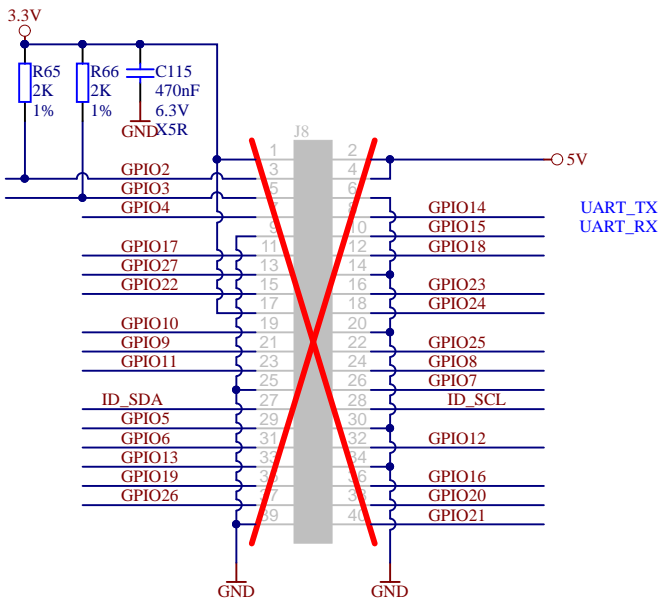 3.3V
R65 R66 C115
2K 2K 470nF
1% 1% 6.3V
GND X5R
J8
1 2 5V
GPIO2 3 4
GPIO3 5 6
GPIO4 8 GPIO14 UART_TX
9 10 GPIO15 UART_RX
GPIO17 11 12 GPIO18
GPIO27 13 14
GPIO22 15 16 GPIO23
17 18 GPIO24
GPIO10 19 20
GPIO9 21 22 GPIO25
GPIO11 23 24 GPIO8
25 26 GPIO7
ID_SDA 27 28 ID_SCL
GPIO5 29 30
GPIO6 31 32 GPIO12
GPIO13 33 34
GPIO19 35 36 GPIO16
GPIO26 37 38 GPIO20
39 40 GPIO21
GND GND